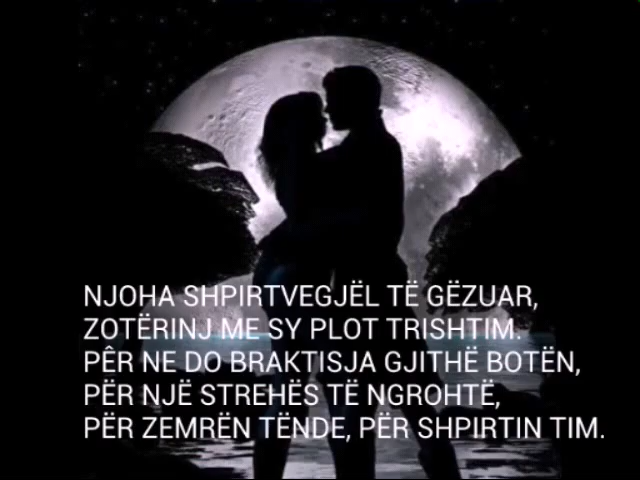 NJOHA SHPIRTVEGJËL TË GËZUAR,
ZOTËRINJ ME SY PLOT TRISHTIM.
PÊR NE DO BRAKTISJA GJITHË BOTËN,
PËR NJË STREHËS TË NGROHTË,
PËR ZEMRËN TËNDE, PËR SHPIRTIN TIM.